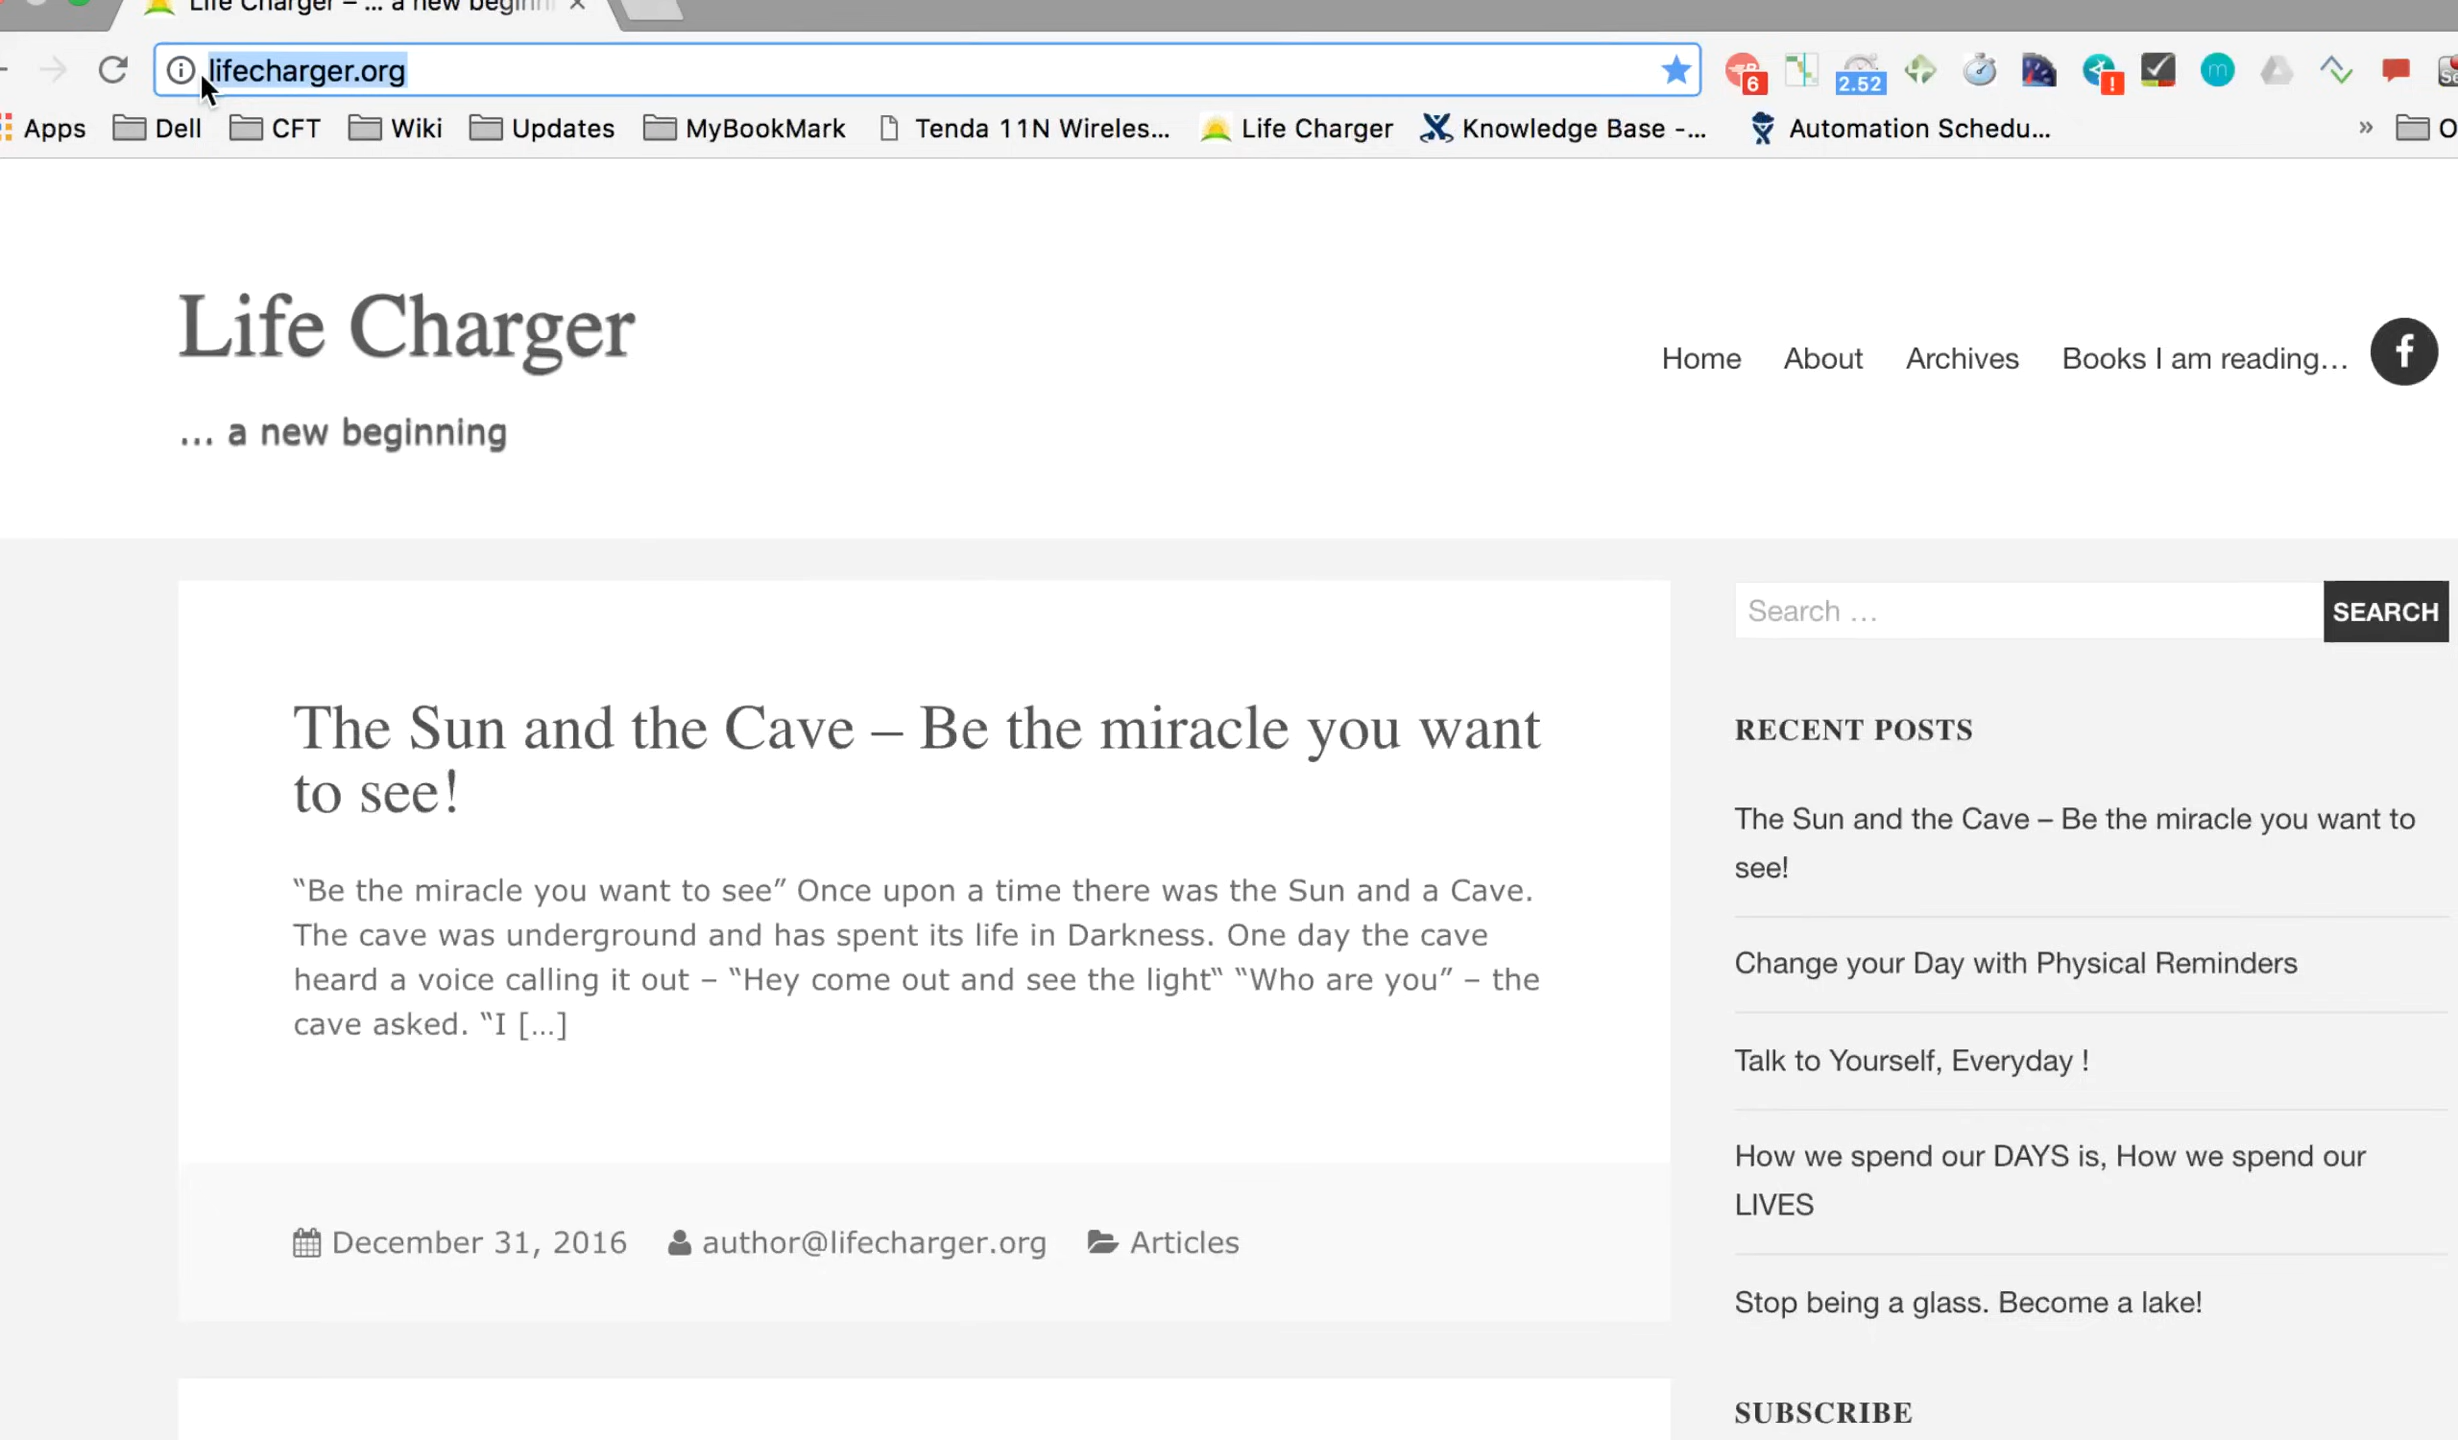 Life Charger – ... a new beginn
lifecharger.org
6
2.52
!
m
Apps
Dell
CFT
Wiki
Updates
MyBookMark
Tenda 11N Wireles...
Life Charger
Knowledge Base -...
Automation Schedu...
»
Life Charger
... a new beginning
Home
About
Archives
Books I am reading...
f
The Sun and the Cave – Be the miracle you want
to see!
“Be the miracle you want to see” Once upon a time there was the Sun and a Cave.
The cave was underground and has spent its life in Darkness. One day the cave
heard a voice calling it out – “Hey come out and see the light“ “Who are you” – the
cave asked. “I [...]
December 31, 2016
author@lifecharger.org
Articles
Search ...
SEARCH
RECENT POSTS
The Sun and the Cave – Be the miracle you want to
see!
Change your Day with Physical Reminders
Talk to Yourself, Everyday !
How we spend our DAYS is, How we spend our
LIVES
Stop being a glass. Become a lake!
SUBSCRIBE